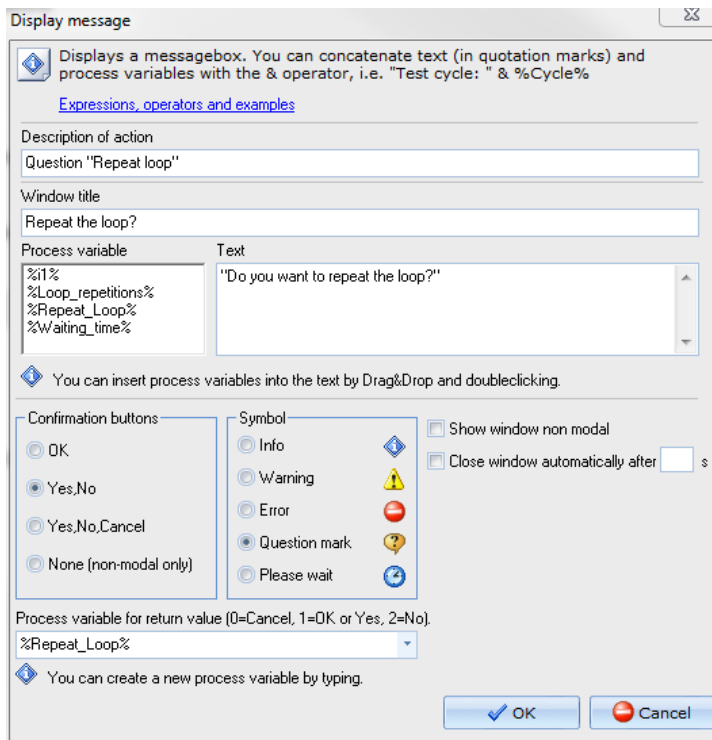 Display message
Displays a messagebox. You can concatenate text (in quotation marks) and
process variables with the & operator, i.e. "Test cycle: " & %Cycle%
Expressions, operators and examples
Description of action
Question "Repeat loop"
Window title
Repeat the loop?
Process variable
%i1%
%Loop_repetitions%
%Repeat_Loop%
%Waiting_time%
Text
"Do you want to repeat the loop?"
You can insert process variables into the text by Drag&Drop and doubleclicking.
Confirmation buttons
OK
Yes,No
Yes,No,Cancel
None (non-modal only)
Symbol
Info
Warning
Error
Question mark
Please wait
Show window non modal
Close window automatically after s
Process variable for return value (0=Cancel, 1=OK or Yes, 2=No).
%Repeat_Loop%
You can create a new process variable by typing.
OK
Cancel